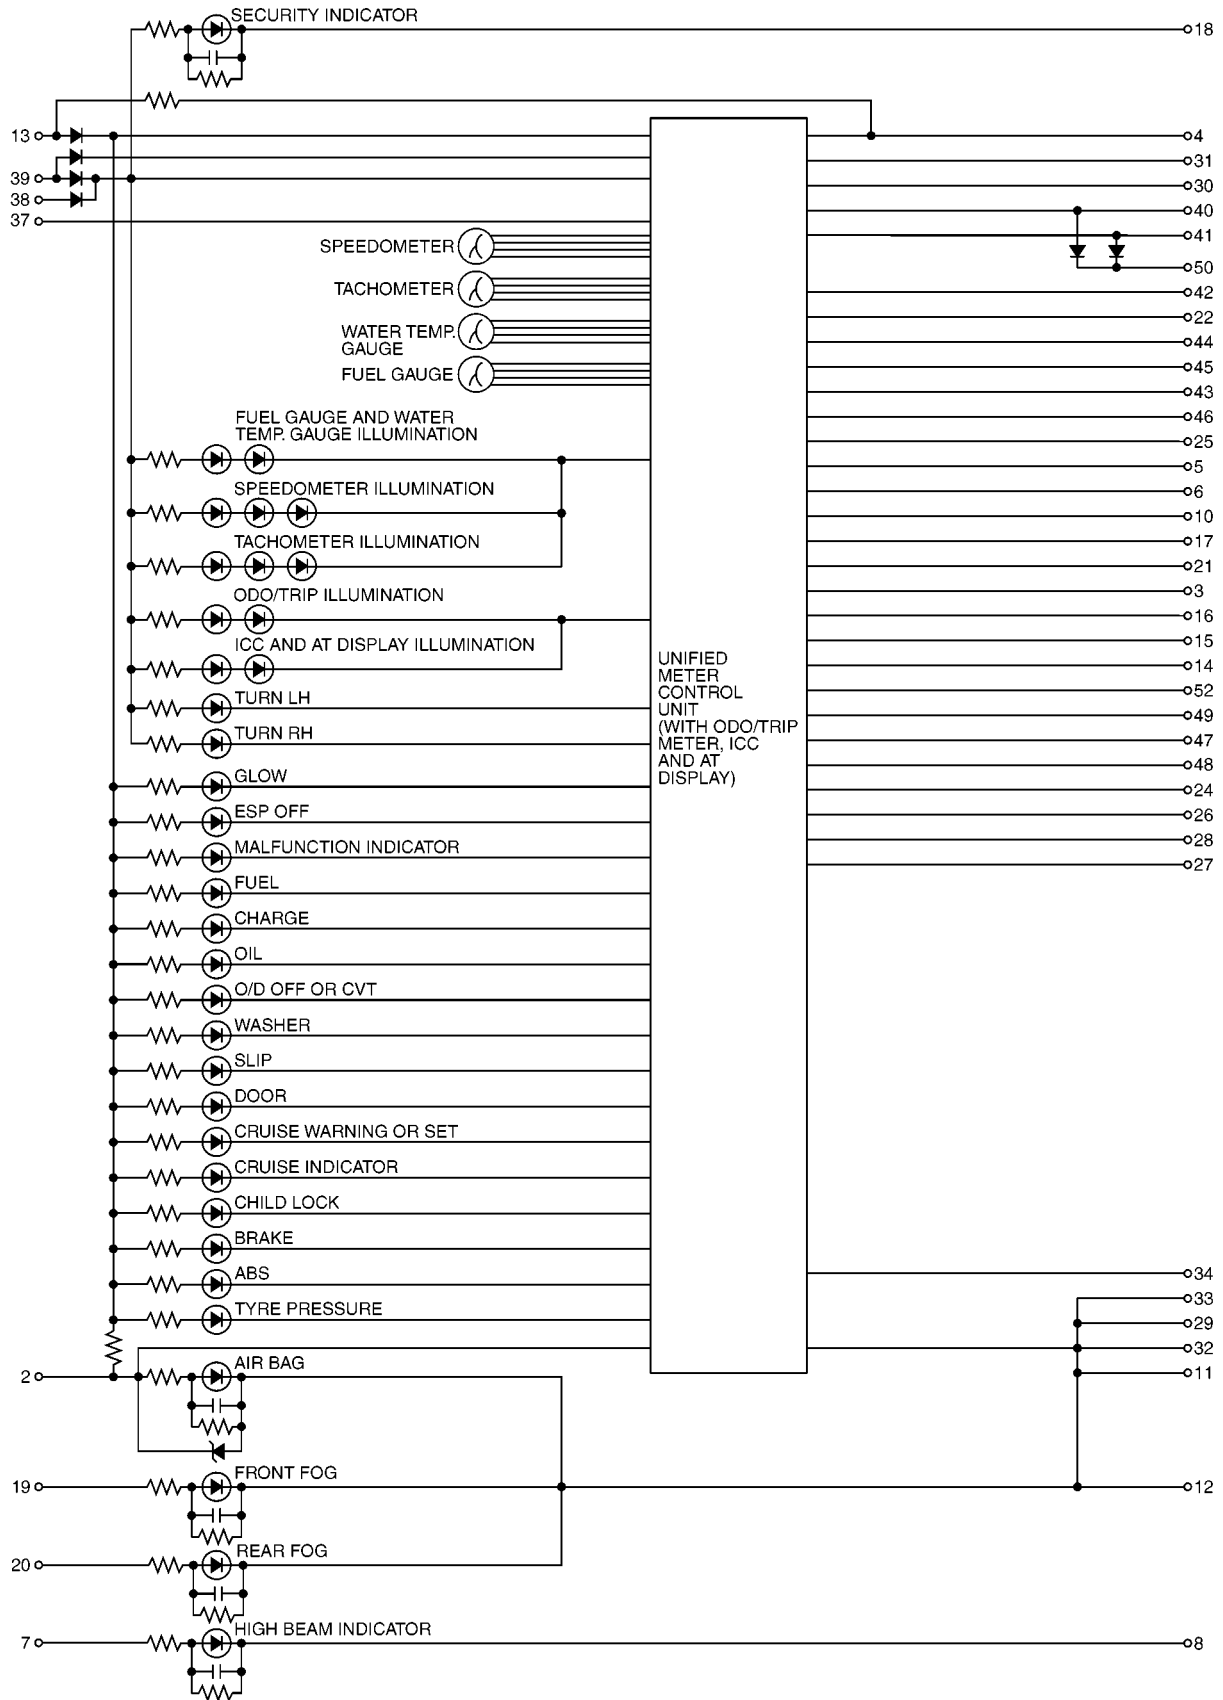 SECURITY INDICATOR
18
13
4
31
39
30
38
40
37
41
SPEEDOMETER
50
TACHOMETER
42
22
WATER TEMP.
GAUGE
44
FUEL GAUGE
45
43
FUEL GAUGE AND WATER
TEMP. GAUGE ILLUMINATION
46
25
5
SPEEDOMETER ILLUMINATION
6
10
TACHOMETER ILLUMINATION
17
21
ODO/TRIP ILLUMINATION
3
16
ICC AND AT DISPLAY ILLUMINATION
15
UNIFIED
METER
CONTROL
UNIT
(WITH ODO/TRIP
METER, ICC
AND AT
DISPLAY)
14
52
TURN LH
49
TURN RH
47
48
GLOW
24
ESP OFF
26
MALFUNCTION INDICATOR
28
27
FUEL
CHARGE
OIL
O/D OFF OR CVT
WASHER
SLIP
DOOR
CRUISE WARNING OR SET
CRUISE INDICATOR
CHILD LOCK
BRAKE
ABS
34
33
TYRE PRESSURE
29
32
AIR BAG
2
11
FRONT FOG
19
12
REAR FOG
20
HIGH BEAM INDICATOR
7
8